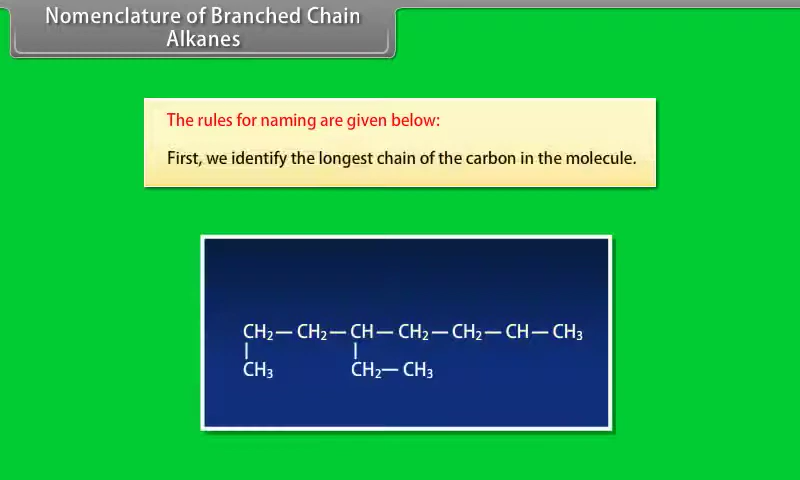 Nomenclature of Branched Chain
Alkanes
The rules for naming are given below:
First, we identify the longest chain of the carbon in the molecule.
CH₂— CH₂— CH — CH₂— CH₂— CH — CH₃
| |
CH₃ CH₂— CH₃